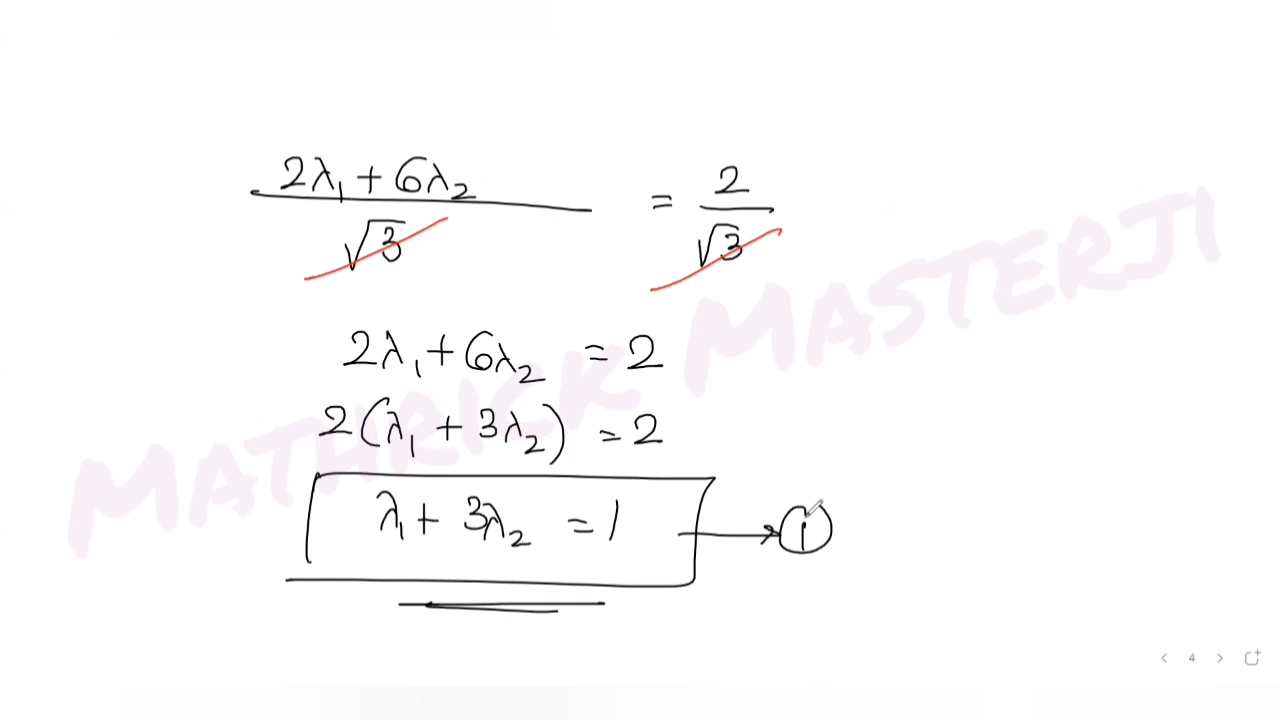 2λ₁ + 6λ₂ / √3 = 2 / √3
2λ₁ + 6λ₂ = 2
2(λ₁ + 3λ₂) = 2
λ₁ + 3λ₂ = 1 → ①
MATHRICK MASTERJI
< 4 >